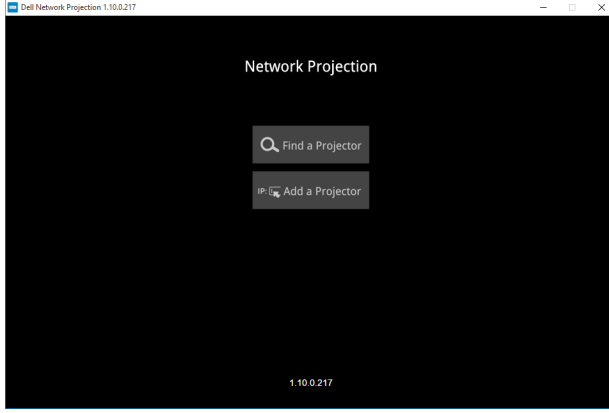 Dell Network Projection 1.10.0.217
Network Projection
Find a Projector
IP: Add a Projector
1.10.0.217